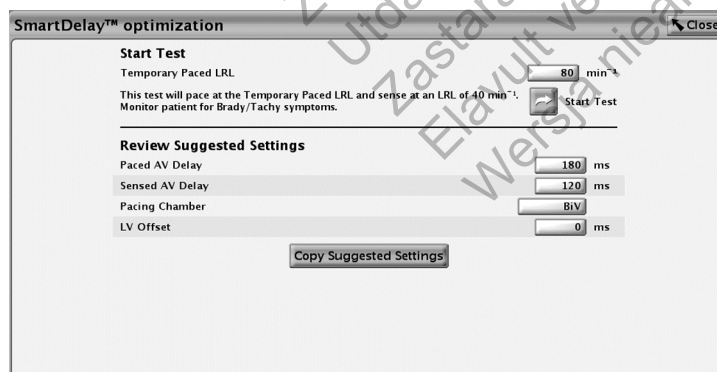 SmartDelay™ optimization
Close
Start Test
Temporary Paced LRL 80 min⁻¹
This test will pace at the Temporary Paced LRL and sense at an LRL of 40 min⁻¹.
Monitor patient for Brady/Tachy symptoms.
Start Test
Review Suggested Settings
Paced AV Delay 180 ms
Sensed AV Delay 120 ms
Pacing Chamber BiV
LV Offset 0 ms
Copy Suggested Settings